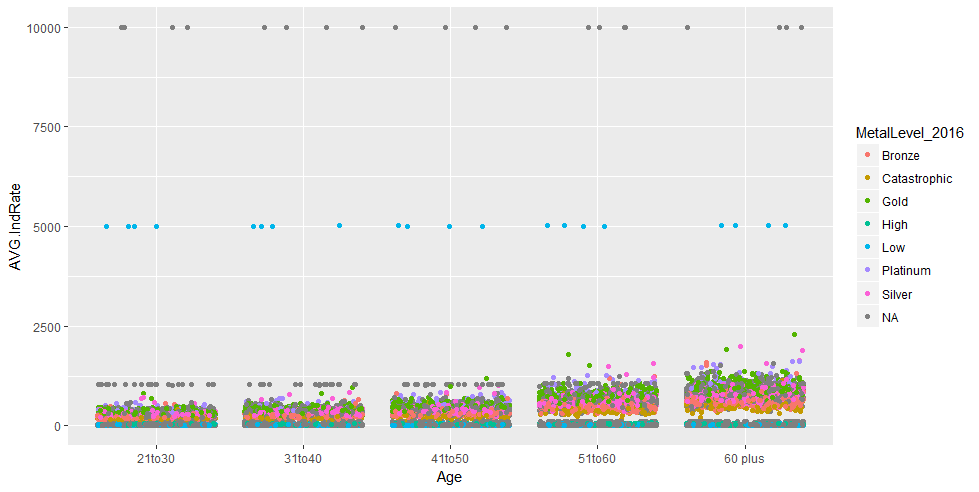 10000
7500
5000
2500
0
AVG.IndRate
21to30
31to40
41to50
51to60
60 plus
Age
MetalLevel_2016
Bronze
Catastrophic
Gold
High
Low
Platinum
Silver
NA